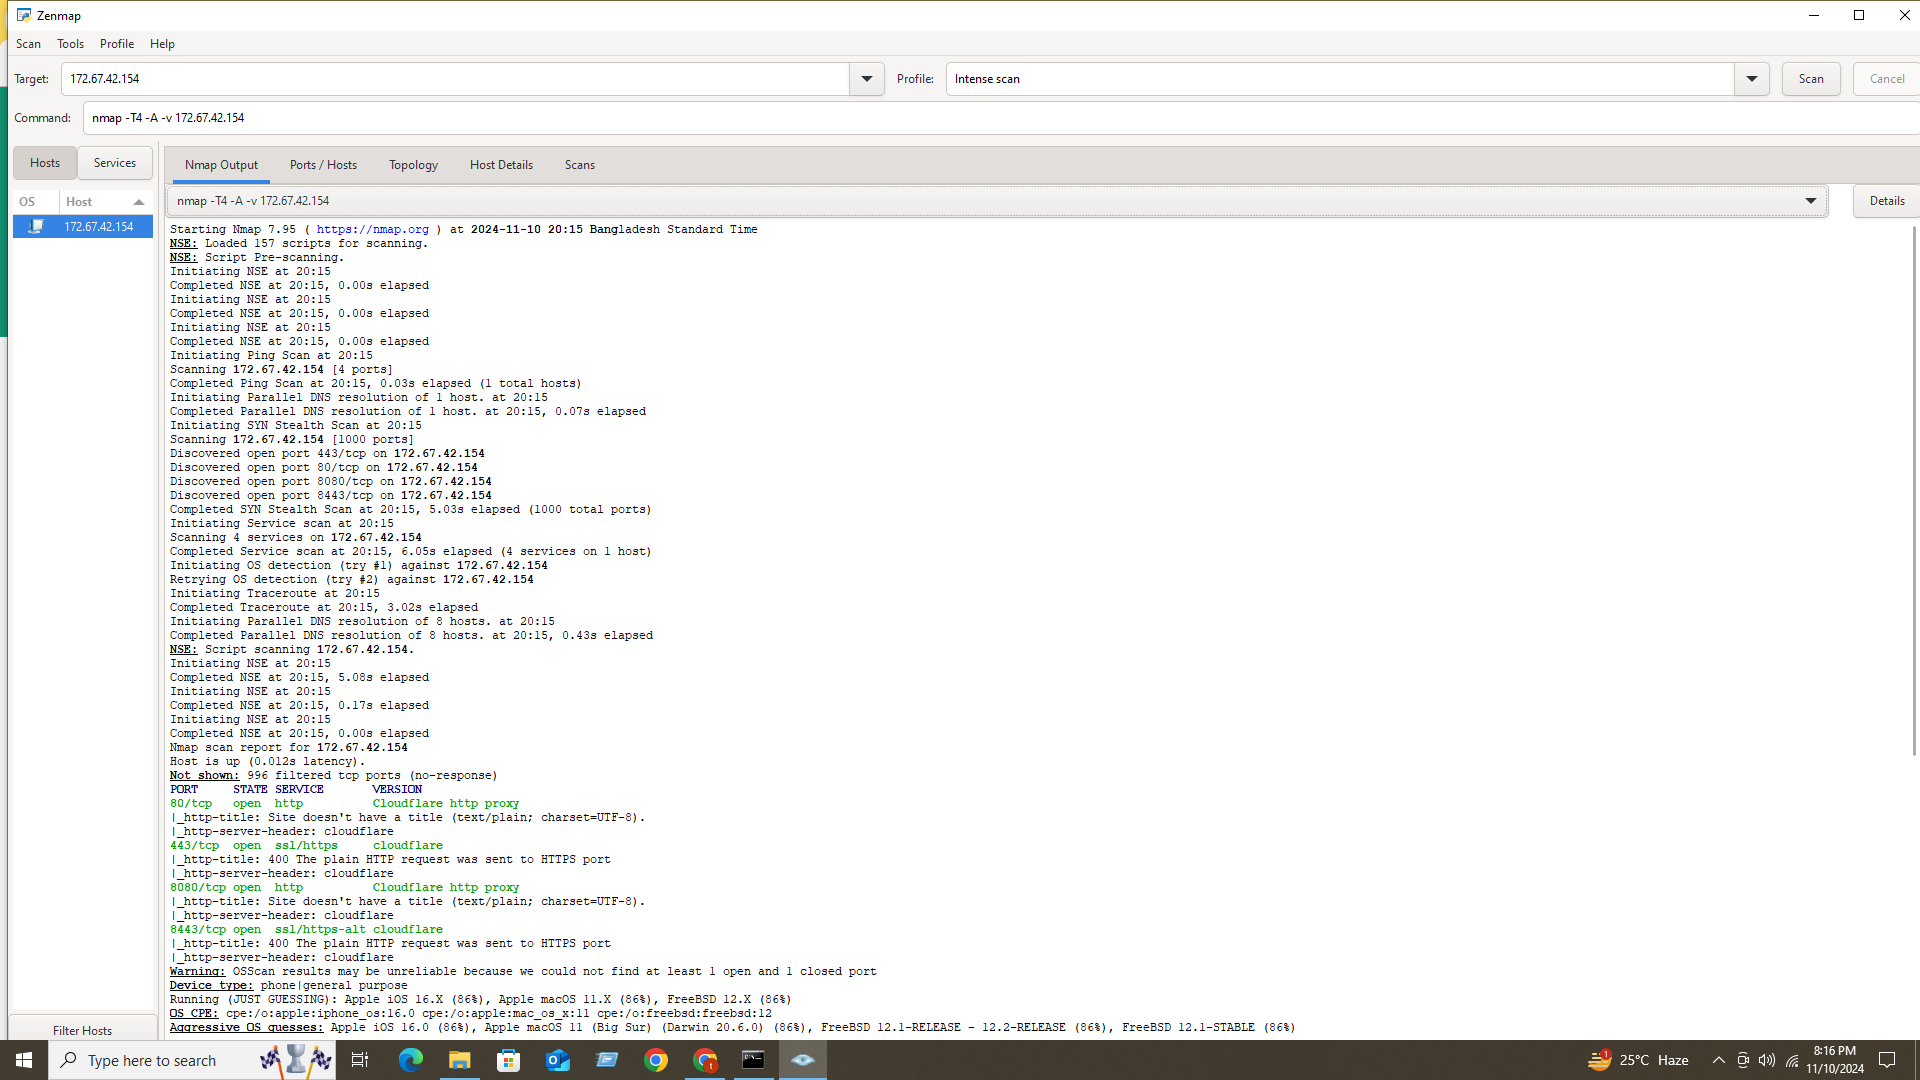 Zenmap
Scan Tools Profile Help
Target: 172.67.42.154 Profile: Intense scan Scan Cancel
Command: nmap -T4 -A -v 172.67.42.154
Hosts Services
OS Host
172.67.42.154
Filter Hosts
Nmap Output Ports / Hosts Topology Host Details Scans
nmap -T4 -A -v 172.67.42.154 Details
Starting Nmap 7.95 ( https://nmap.org ) at 2024-11-10 20:15 Bangladesh Standard Time
NSE: Loaded 157 scripts for scanning.
NSE: Script Pre-scanning.
Initiating NSE at 20:15
Completed NSE at 20:15, 0.00s elapsed
Initiating NSE at 20:15
Completed NSE at 20:15, 0.00s elapsed
Initiating NSE at 20:15
Completed NSE at 20:15, 0.00s elapsed
Initiating Ping Scan at 20:15
Scanning 172.67.42.154 [4 ports]
Completed Ping Scan at 20:15, 0.03s elapsed (1 total hosts)
Initiating Parallel DNS resolution of 1 host. at 20:15
Completed Parallel DNS resolution of 1 host. at 20:15, 0.07s elapsed
Initiating SYN Stealth Scan at 20:15
Scanning 172.67.42.154 [1000 ports]
Discovered open port 443/tcp on 172.67.42.154
Discovered open port 80/tcp on 172.67.42.154
Discovered open port 8080/tcp on 172.67.42.154
Discovered open port 8443/tcp on 172.67.42.154
Completed SYN Stealth Scan at 20:15, 5.03s elapsed (1000 total ports)
Initiating Service scan at 20:15
Scanning 4 services on 172.67.42.154
Completed Service scan at 20:15, 6.05s elapsed (4 services on 1 host)
Initiating OS detection (try #1) against 172.67.42.154
Retrying OS detection (try #2) against 172.67.42.154
Initiating Traceroute at 20:15
Completed Traceroute at 20:15, 3.02s elapsed
Initiating Parallel DNS resolution of 8 hosts. at 20:15
Completed Parallel DNS resolution of 8 hosts. at 20:15, 0.43s elapsed
NSE: Script scanning 172.67.42.154.
Initiating NSE at 20:15
Completed NSE at 20:15, 5.08s elapsed
Initiating NSE at 20:15
Completed NSE at 20:15, 0.17s elapsed
Initiating NSE at 20:15
Completed NSE at 20:15, 0.00s elapsed
Nmap scan report for 172.67.42.154
Host is up (0.012s latency).
Not shown: 996 filtered tcp ports (no-response)
PORT STATE SERVICE VERSION
80/tcp open http Cloudflare http proxy
|_http-title: Site doesn't have a title (text/plain; charset=UTF-8).
|_http-server-header: cloudflare
443/tcp open ssl/https cloudflare
|_http-title: 400 The plain HTTP request was sent to HTTPS port
|_http-server-header: cloudflare
8080/tcp open http Cloudflare http proxy
|_http-title: Site doesn't have a title (text/plain; charset=UTF-8).
|_http-server-header: cloudflare
8443/tcp open ssl/https-alt cloudflare
|_http-title: 400 The plain HTTP request was sent to HTTPS port
|_http-server-header: cloudflare
Warning: OSScan results may be unreliable because we could not find at least 1 open and 1 closed port
Device type: phone|general purpose
Running (JUST GUESSING): Apple iOS 16.X (86%), Apple macOS 11.X (86%), FreeBSD 12.X (86%)
OS CPE: cpe:/o:apple:iphone_os:16.0 cpe:/o:apple:mac_os_x:11 cpe:/o:freebsd:freebsd:12
Aggressive OS guesses: Apple iOS 16.0 (86%), Apple macOS 11 (Big Sur) (Darwin 20.6.0) (86%), FreeBSD 12.1-RELEASE - 12.2-RELEASE (86%), FreeBSD 12.1-STABLE (86%)
Type here to search
1 25°C Haze
8:16 PM
11/10/2024